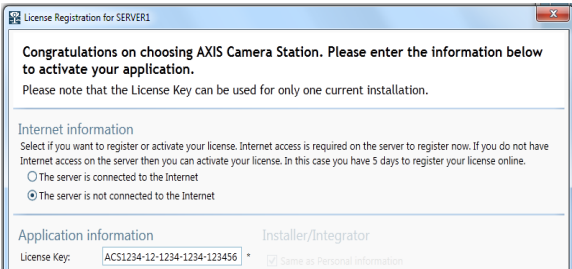 License Registration for SERVER1
Congratulations on choosing AXIS Camera Station. Please enter the information below
to activate your application.
Please note that the License Key can be used for only one current installation.
Internet information
Select if you want to register or activate your license. Internet access is required on the server to register now. If you do not have
Internet access on the server then you can activate your license. In this case you have 5 days to register your license online.
The server is connected to the Internet
The server is not connected to the Internet
Application information Installer/Integrator
License Key: ACS1234-12-1234-1234-123456 * Same as Personal information